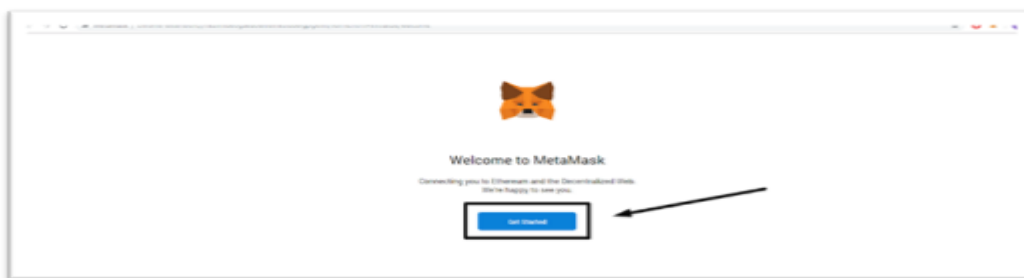 Welcome to MetaMask
Connecting you to Ethereum and the Decentralized Web.
We're happy to see you.
Get Started